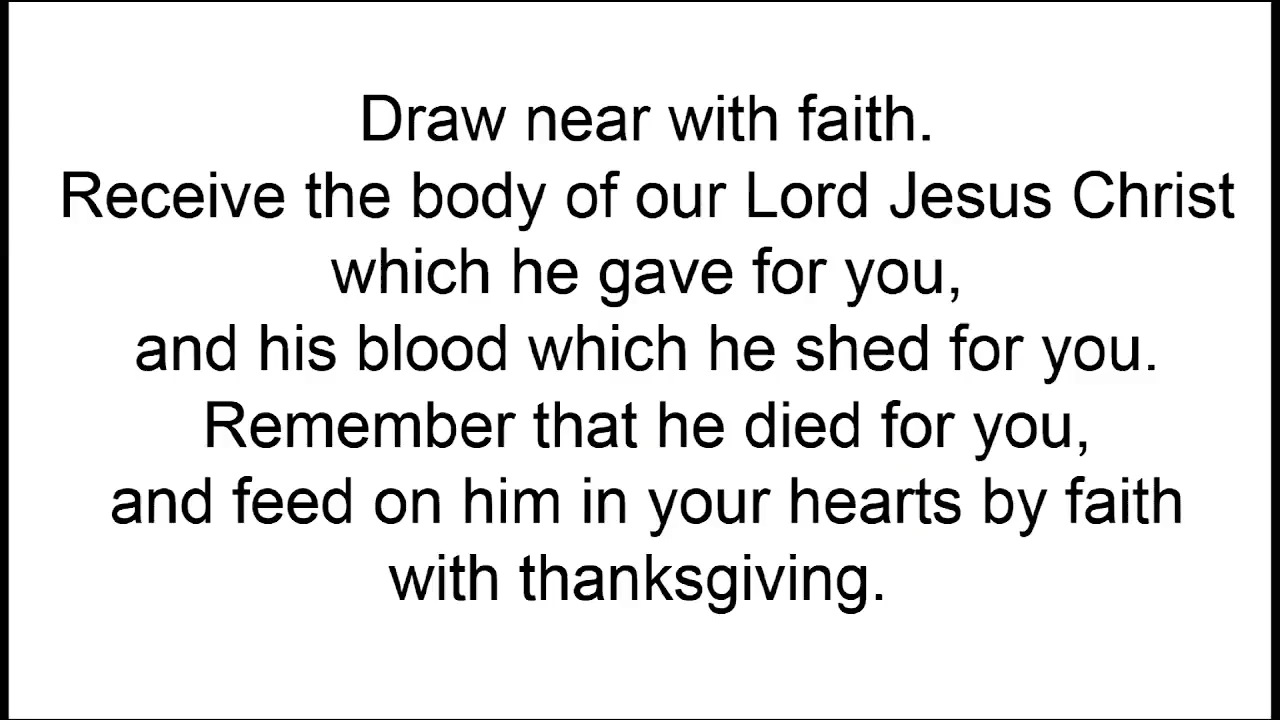 Draw near with faith.
Receive the body of our Lord Jesus Christ
which he gave for you,
and his blood which he shed for you.
Remember that he died for you,
and feed on him in your hearts by faith
with thanksgiving.